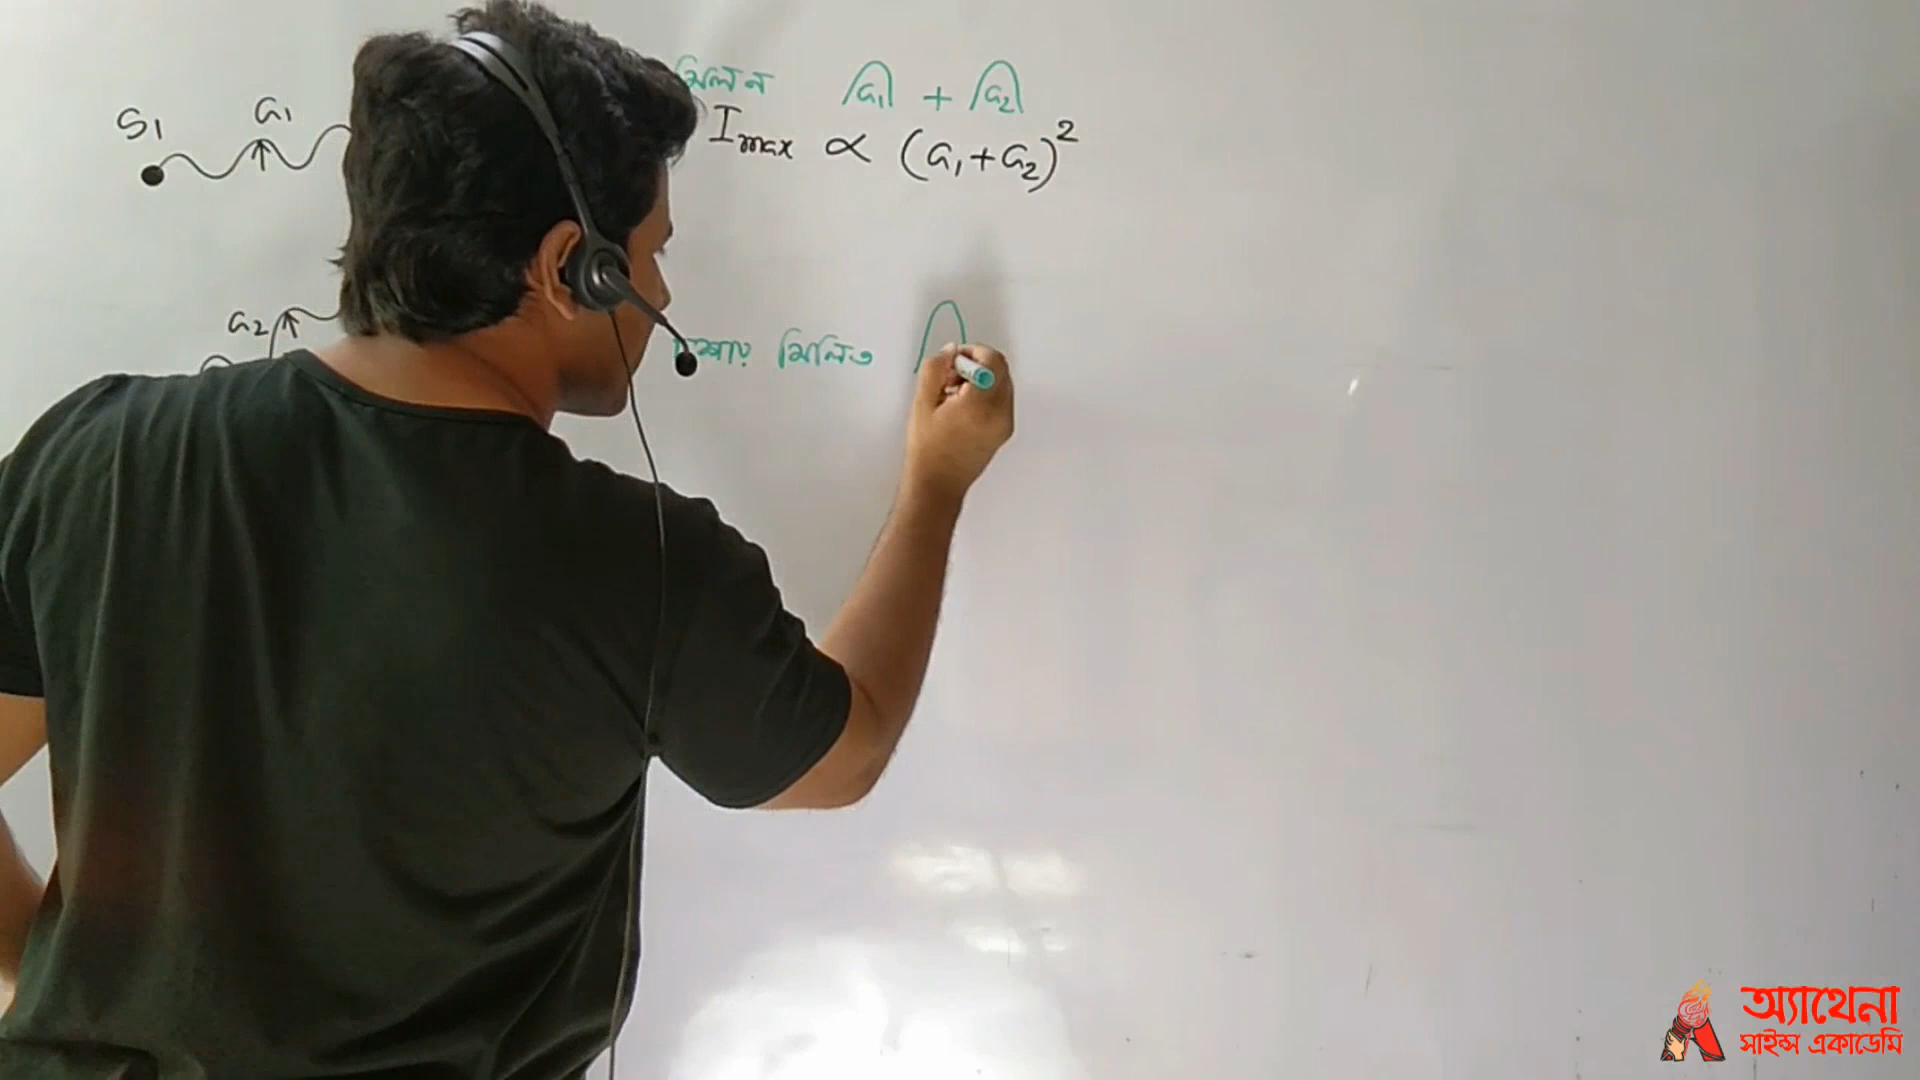 মিলন a₁ + a₂
S₁ a₁ Imax ∝ (a₁+a₂)²
a₂ মিলিত
অ্যাথেনা
সাইন্স একাডেমি